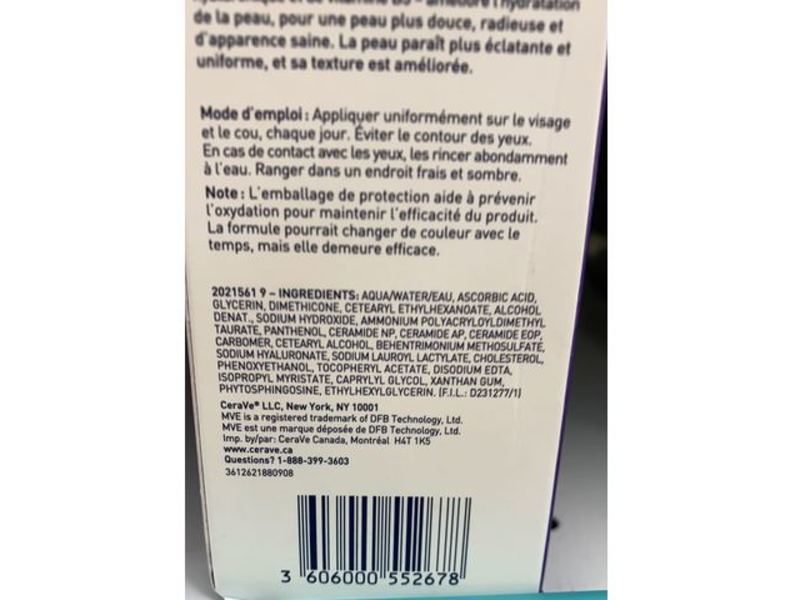 de la peau, pour une peau plus douce, radieuse et
d'apparence saine. La peau paraît plus éclatante et
uniforme, et sa texture est améliorée.
Mode d'emploi : Appliquer uniformément sur le visage
et le cou, chaque jour. Éviter le contour des yeux.
En cas de contact avec les yeux, les rincer abondamment
à l'eau. Ranger dans un endroit frais et sombre.
Note : L'emballage de protection aide à prévenir
l'oxydation pour maintenir l'efficacité du produit.
La formule pourrait changer de couleur avec le
temps, mais elle demeure efficace.
2021561 9 – INGREDIENTS: AQUA/WATER/EAU, ASCORBIC ACID,
GLYCERIN, DIMETHICONE, CETEARYL ETHYLHEXANOATE, ALCOHOL
DENAT., SODIUM HYDROXIDE, AMMONIUM POLYACRYLOYLDIMETHYL
TAURATE, PANTHENOL, CERAMIDE NP, CERAMIDE AP, CERAMIDE EOP,
CARBOMER, CETEARYL ALCOHOL, BEHENTRIMONIUM METHOSULFATE,
SODIUM HYALURONATE, SODIUM LAUROYL LACTYLATE, CHOLESTEROL,
PHENOXYETHANOL, TOCOPHERYL ACETATE, DISODIUM EDTA,
ISOPROPYL MYRISTATE, CAPRYLYL GLYCOL, XANTHAN GUM,
PHYTOSPHINGOSINE, ETHYLHEXYLGLYCERIN. (F.I.L.: D231277/1)
CeraVe® LLC, New York, NY 10001
MVE is a registered trademark of DFB Technology, Ltd.
MVE est une marque déposée de DFB Technology, Ltd.
Imp. by/par: CeraVe Canada, Montréal H4T 1K5
www.cerave.ca
Questions? 1-888-399-3603
3612621880908
3 606000 552678